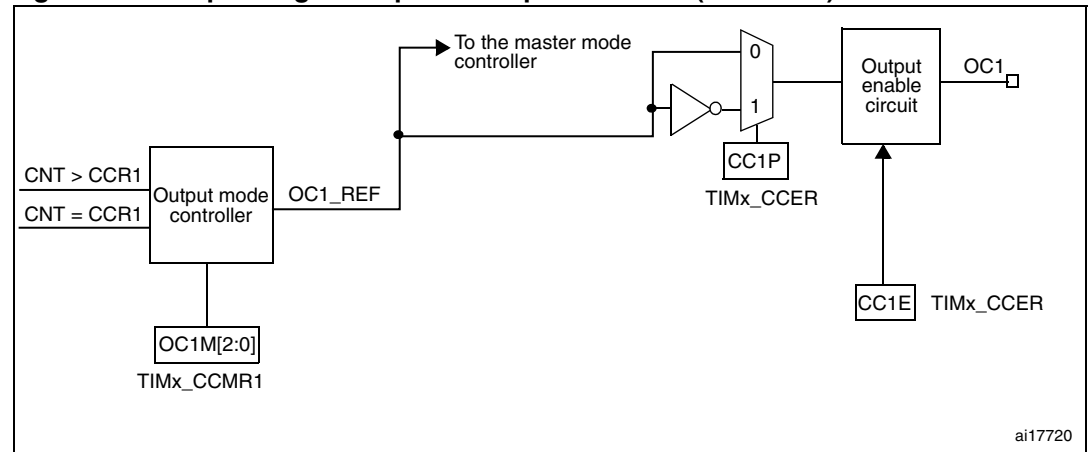 To the master mode
controller
0
1
Output
enable
circuit
OC1
CC1P
TIMx_CCER
CNT > CCR1
CNT = CCR1
Output mode
controller
OC1_REF
CC1E
TIMx_CCER
OC1M[2:0]
TIMx_CCMR1
ai17720